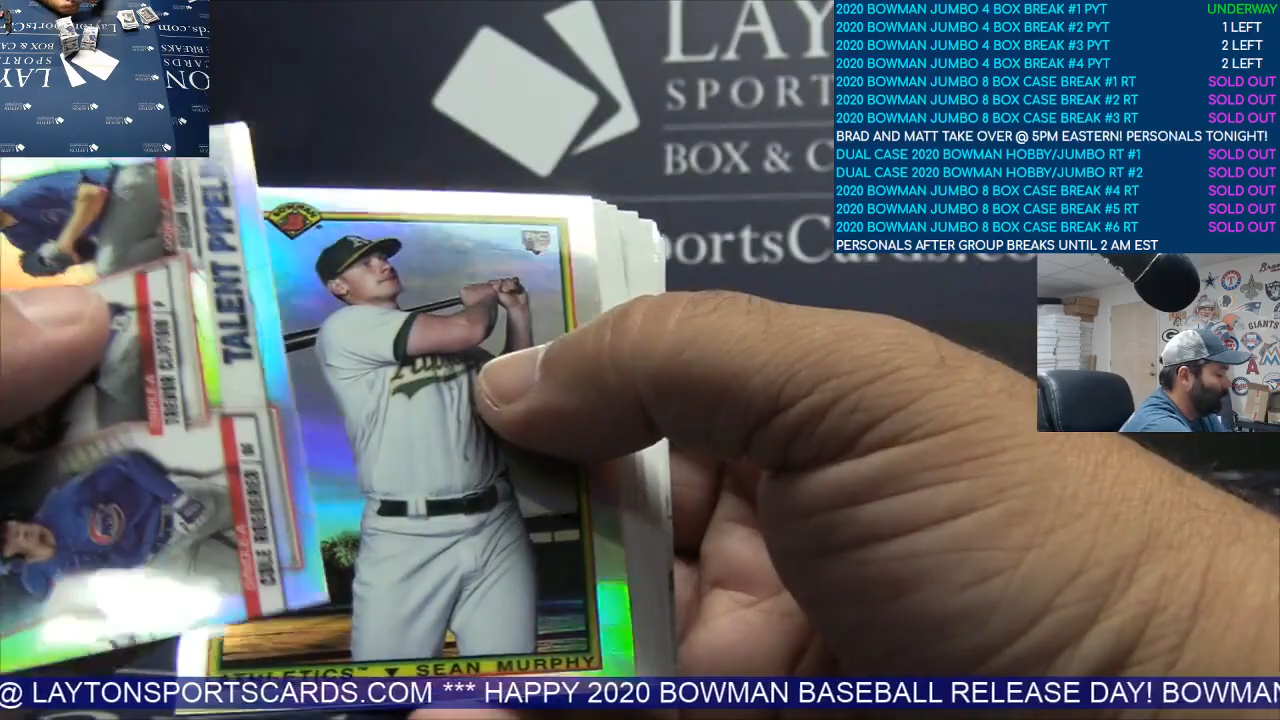 2020 BOWMAN JUMBO 4 BOX BREAK #1 PYT UNDERWAY
2020 BOWMAN JUMBO 4 BOX BREAK #2 PYT 1 LEFT
2020 BOWMAN JUMBO 4 BOX BREAK #3 PYT 2 LEFT
2020 BOWMAN JUMBO 4 BOX BREAK #4 PYT 2 LEFT
2020 BOWMAN JUMBO 8 BOX CASE BREAK #1 RT SOLD OUT
2020 BOWMAN JUMBO 8 BOX CASE BREAK #2 RT SOLD OUT
2020 BOWMAN JUMBO 8 BOX CASE BREAK #3 RT SOLD OUT
BRAD AND MATT TAKE OVER @ 5PM EASTERN! PERSONALS TONIGHT!
DUAL CASE 2020 BOWMAN HOBBY/JUMBO RT #1 SOLD OUT
DUAL CASE 2020 BOWMAN HOBBY/JUMBO RT #2 SOLD OUT
2020 BOWMAN JUMBO 8 BOX CASE BREAK #4 RT SOLD OUT
2020 BOWMAN JUMBO 8 BOX CASE BREAK #5 RT SOLD OUT
2020 BOWMAN JUMBO 8 BOX CASE BREAK #6 RT SOLD OUT
PERSONALS AFTER GROUP BREAKS UNTIL 2 AM EST
LAY
SPORT
BOX & C
ortsCards.co
TALENT PIPEL
TREVOR CLIFTON P
BOWMAN
ATHLETICS SEAN MURPHY
GIANTS
@ LAYTONSPORTSCARDS.COM *** HAPPY 2020 BOWMAN BASEBALL RELEASE DAY! BOWMAN